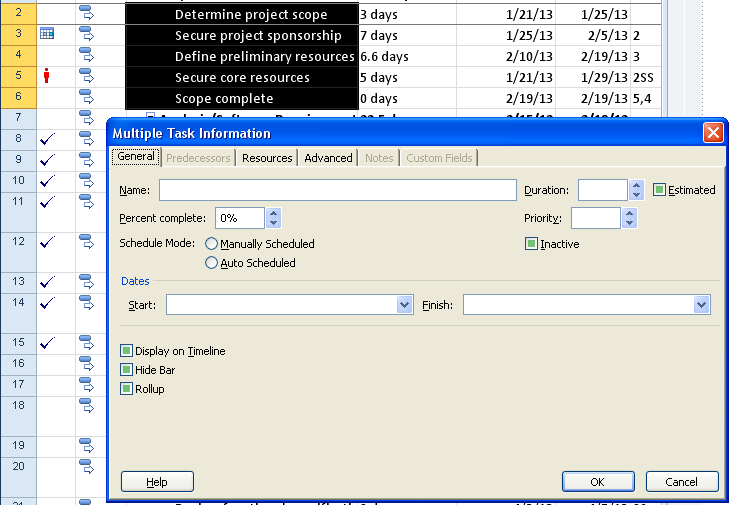 2 Determine project scope 3 days 1/21/13 1/25/13
3 Secure project sponsorship 7 days 1/25/13 2/5/13 2
4 Define preliminary resources 6.6 days 2/10/13 2/19/13 3
5 Secure core resources 5 days 1/21/13 1/29/13 2SS
6 Scope complete 0 days 2/19/13 2/19/13 5,4
7
Multiple Task Information
8 General Predecessors Resources Advanced Notes Custom Fields
9
10 Name: Duration: Estimated
11 Percent complete: 0% Priority:
12 Schedule Mode: Manually Scheduled Inactive
Auto Scheduled
13 Dates
14 Start: Finish:
15 Display on Timeline
16 Hide Bar
17 Rollup
18
19
20 Help OK Cancel